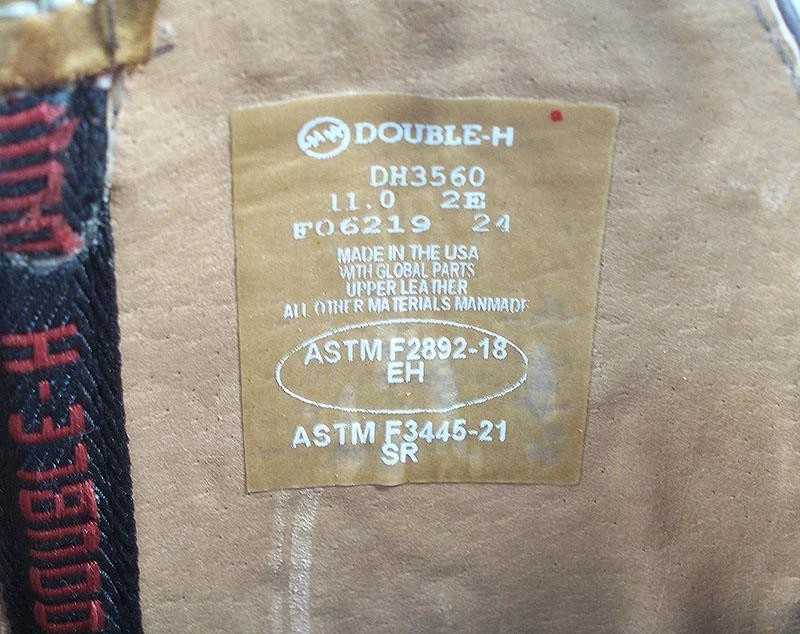 DOUBLE-H
DH3560
11.0 2E
F06219 24
MADE IN THE USA
WITH GLOBAL PARTS
UPPER LEATHER
ALL OTHER MATERIALS MANMADE
ASTM F2892-18
EH
ASTM F3445-21
SR
DOUBLE-H